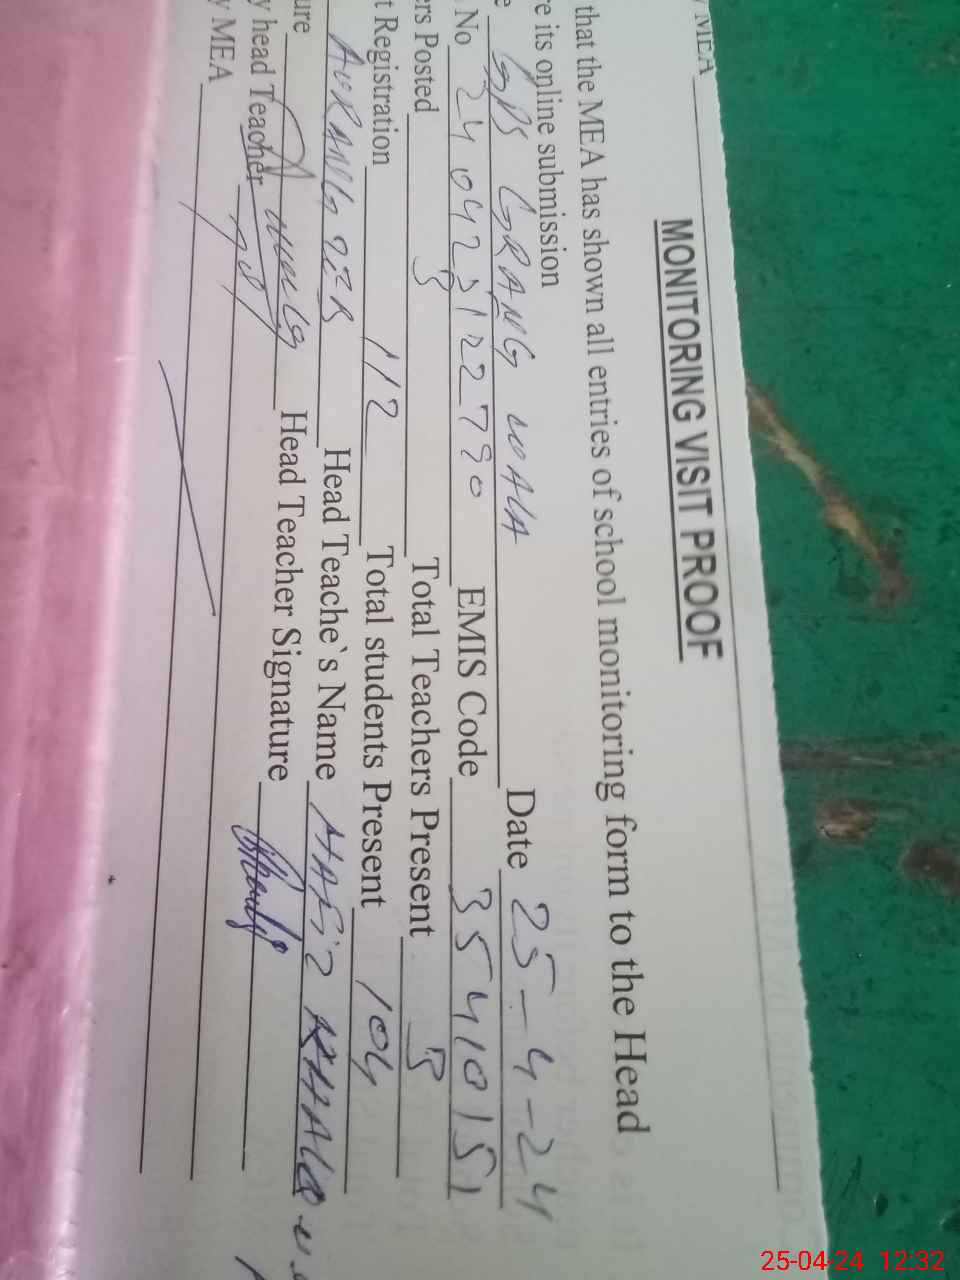 y MEA
MONITORING VISIT PROOF
that the MEA has shown all entries of school monitoring form to the Head
re its online submission
e GPS GRANG WALA Date 25-4-24
No EMIS Code 35410151
ers Posted 3 Total Teachers Present 3
t Registration 112 Total students Present 104
AURANGZEB Head Teache`s Name HAFIZ KHALID
ure Head Teacher Signature
y head Teacher
y MEA
25-04-24 12:32